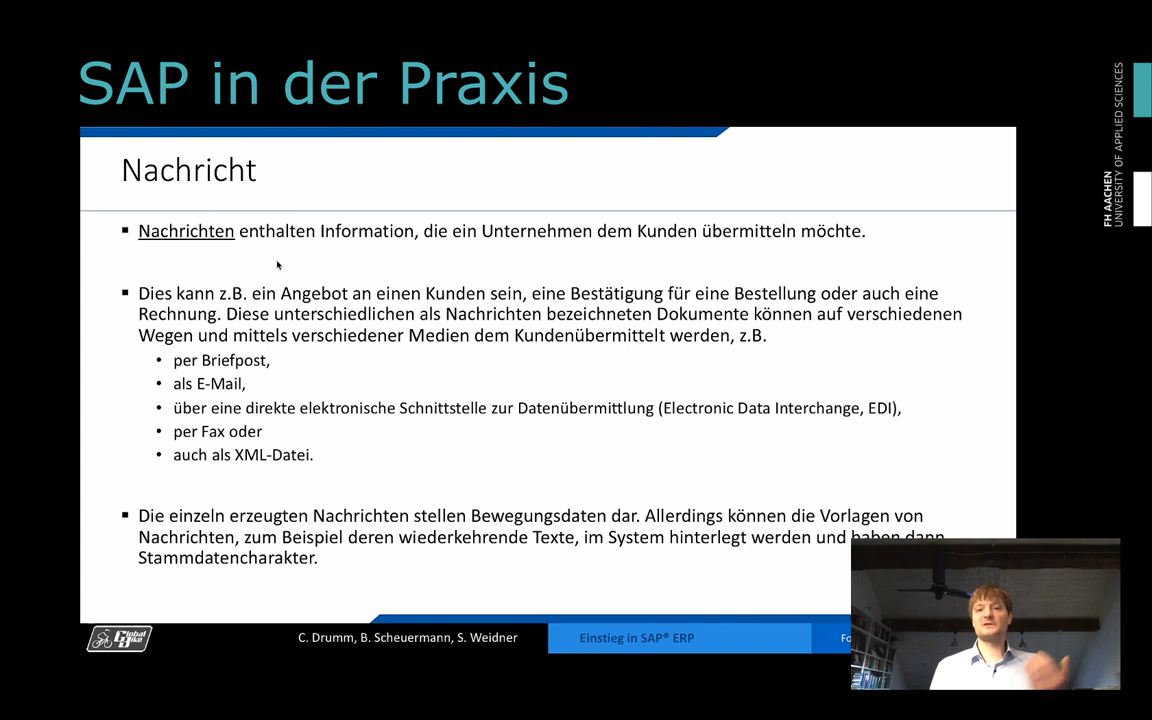 SAP in der Praxis
FH AACHEN
UNIVERSITY OF APPLIED SCIENCES
Nachricht
▪ Nachrichten enthalten Information, die ein Unternehmen dem Kunden übermitteln möchte.
▪ Dies kann z.B. ein Angebot an einen Kunden sein, eine Bestätigung für eine Bestellung oder auch eine
Rechnung. Diese unterschiedlichen als Nachrichten bezeichneten Dokumente können auf verschiedenen
Wegen und mittels verschiedener Medien dem Kundenübermittelt werden, z.B.
• per Briefpost,
• als E-Mail,
• über eine direkte elektronische Schnittstelle zur Datenübermittlung (Electronic Data Interchange, EDI),
• per Fax oder
• auch als XML-Datei.
▪ Die einzeln erzeugten Nachrichten stellen Bewegungsdaten dar. Allerdings können die Vorlagen von
Nachrichten, zum Beispiel deren wiederkehrende Texte, im System hinterlegt werden und haben dann
Stammdatencharakter.
Global Bike
C. Drumm, B. Scheuermann, S. Weidner
Einstieg in SAP® ERP